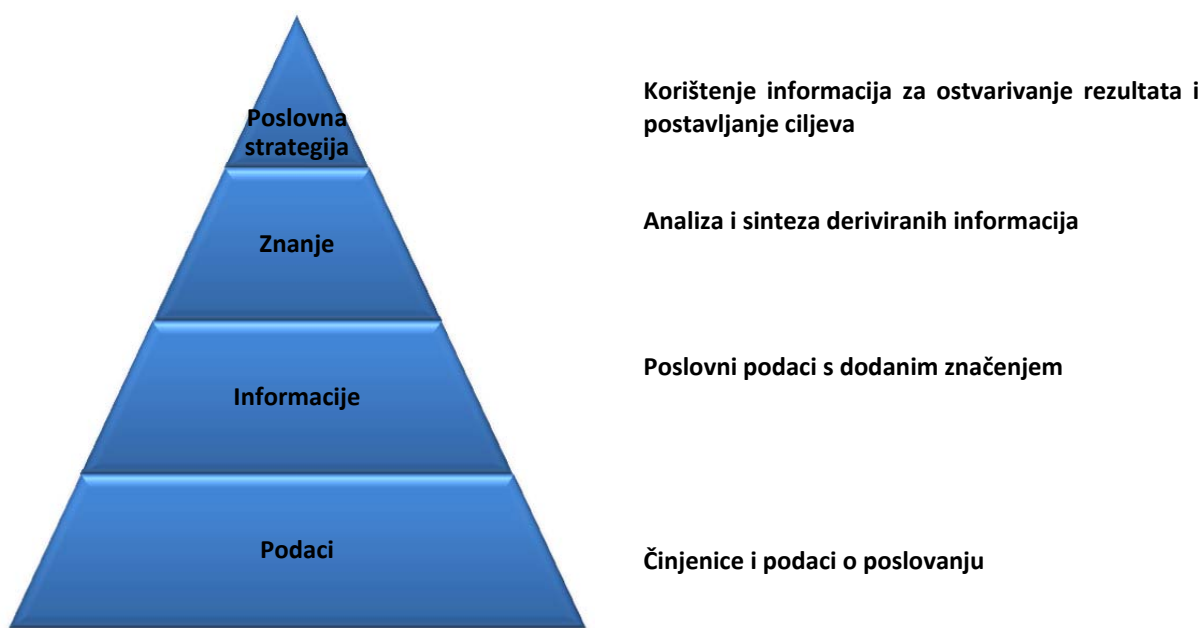 Poslovna
strategija
Korištenje informacija za ostvarivanje rezultata i
postavljanje ciljeva
Znanje
Analiza i sinteza deriviranih informacija
Informacije
Poslovni podaci s dodanim značenjem
Podaci
Činjenice i podaci o poslovanju